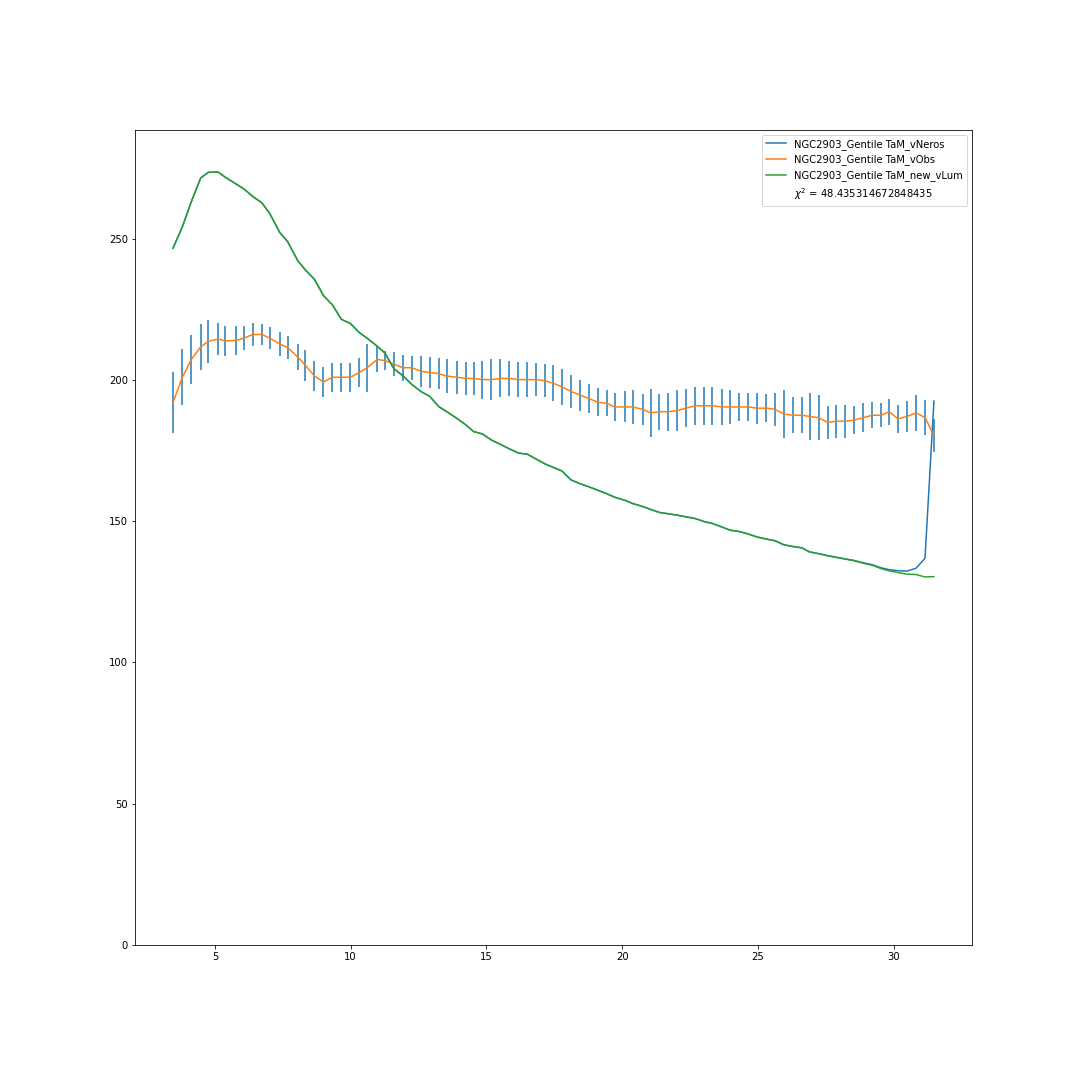 NGC2903_Gentile TaM_vNeros
NGC2903_Gentile TaM_vObs
NGC2903_Gentile TaM_new_vLum
χ² = 48.435314672848435
250
200
150
100
50
0
5 10 15 20 25 30